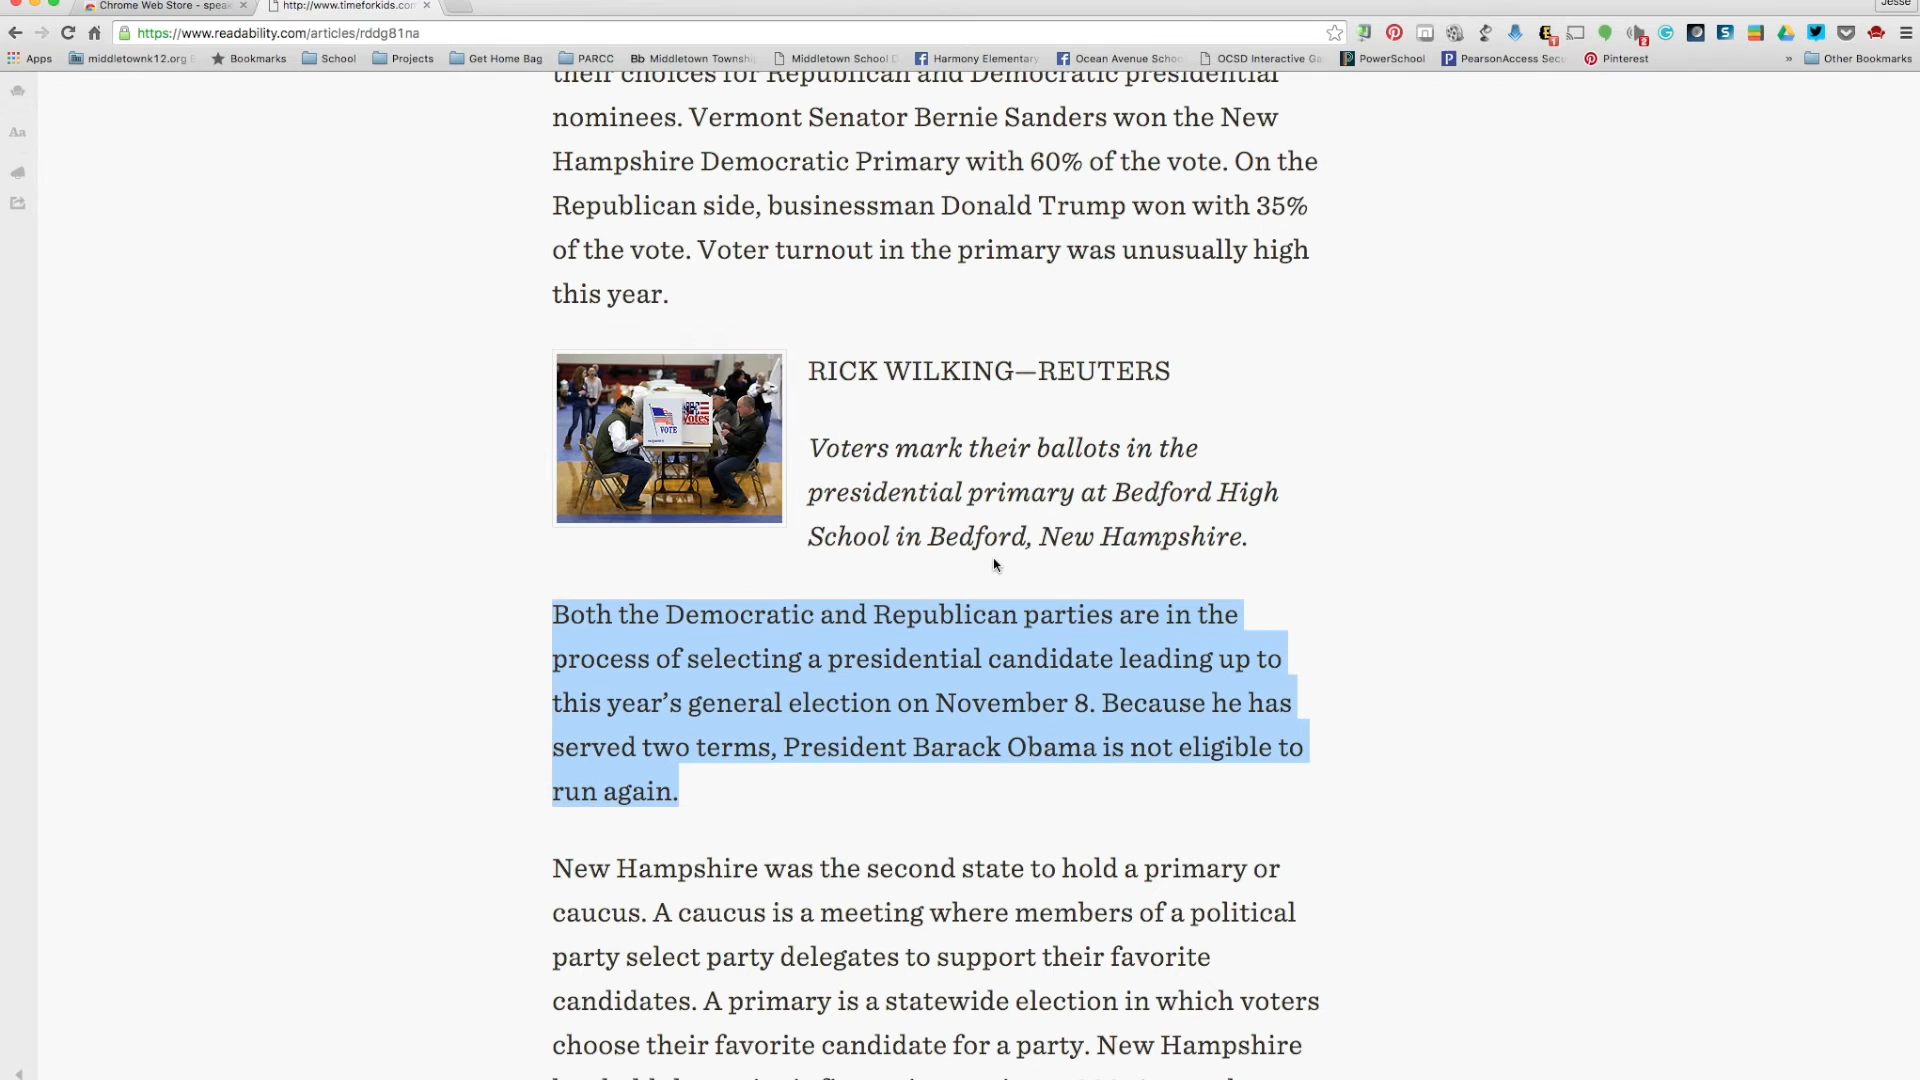 Chrome Web Store - speak
http://www.timeforkids.com
Jesse
https://www.readability.com/articles/rddg81na
Apps
middletownk12.org
Bookmarks
School
Projects
Get Home Bag
PARCC
Bb Middletown Township
Middletown School D
Harmony Elementary
Ocean Avenue Schoo
OCSD Interactive Ga
PowerSchool
PearsonAccess Secu
Pinterest
» Other Bookmarks
Aa
their choices for Republican and Democratic presidential
nominees. Vermont Senator Bernie Sanders won the New
Hampshire Democratic Primary with 60% of the vote. On the
Republican side, businessman Donald Trump won with 35%
of the vote. Voter turnout in the primary was unusually high
this year.
VOTE
Votes
RICK WILKING—REUTERS
Voters mark their ballots in the
presidential primary at Bedford High
School in Bedford, New Hampshire.
Both the Democratic and Republican parties are in the
process of selecting a presidential candidate leading up to
this year’s general election on November 8. Because he has
served two terms, President Barack Obama is not eligible to
run again.
New Hampshire was the second state to hold a primary or
caucus. A caucus is a meeting where members of a political
party select party delegates to support their favorite
candidates. A primary is a statewide election in which voters
choose their favorite candidate for a party. New Hampshire